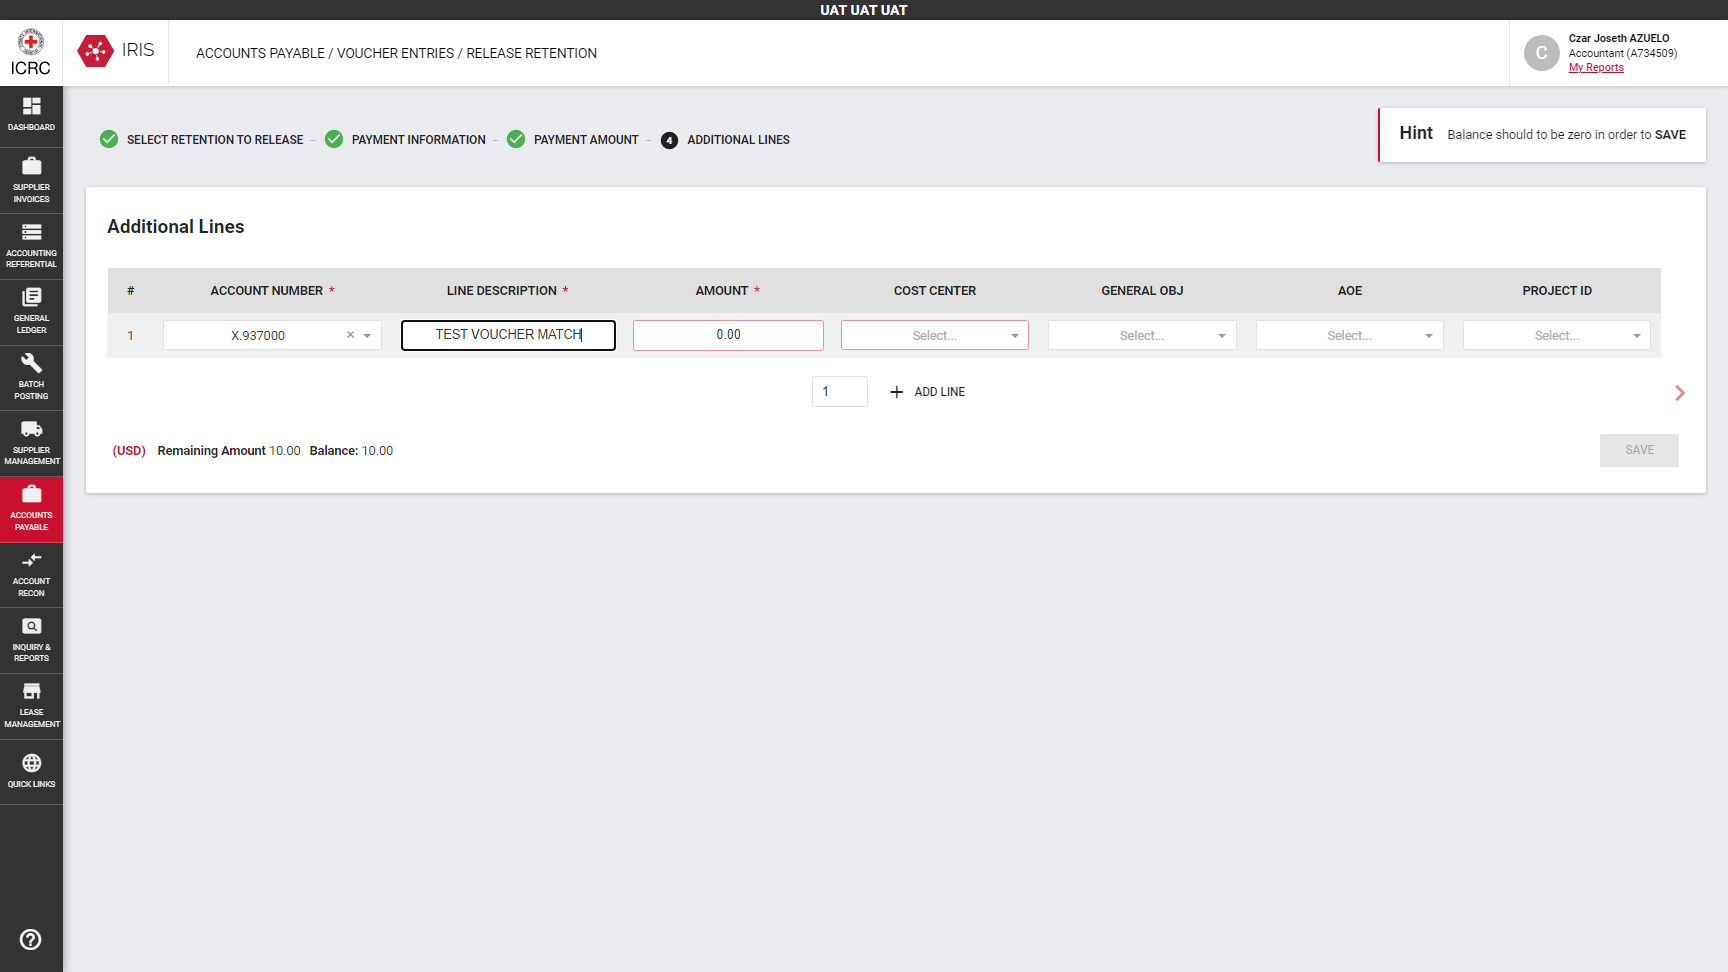 UAT UAT UAT
ICRC
IRIS
ACCOUNTS PAYABLE / VOUCHER ENTRIES / RELEASE RETENTION
C
Czar Joseth AZUELO
Accountant (A734509)
My Reports
DASHBOARD
SUPPLIER
INVOICES
ACCOUNTING
REFERENTIAL
GENERAL
LEDGER
BATCH
POSTING
SUPPLIER
MANAGEMENT
ACCOUNTS
PAYABLE
ACCOUNT
RECON
INQUIRY &
REPORTS
LEASE
MANAGEMENT
QUICK LINKS
SELECT RETENTION TO RELEASE – PAYMENT INFORMATION – PAYMENT AMOUNT – 4 ADDITIONAL LINES
Hint Balance should to be zero in order to SAVE
Additional Lines
# ACCOUNT NUMBER * LINE DESCRIPTION * AMOUNT * COST CENTER GENERAL OBJ AOE PROJECT ID
1 X.937000 × TEST VOUCHER MATCH 0.00 Select... Select... Select... Select...
1 + ADD LINE
(USD) Remaining Amount 10.00 Balance: 10.00
SAVE